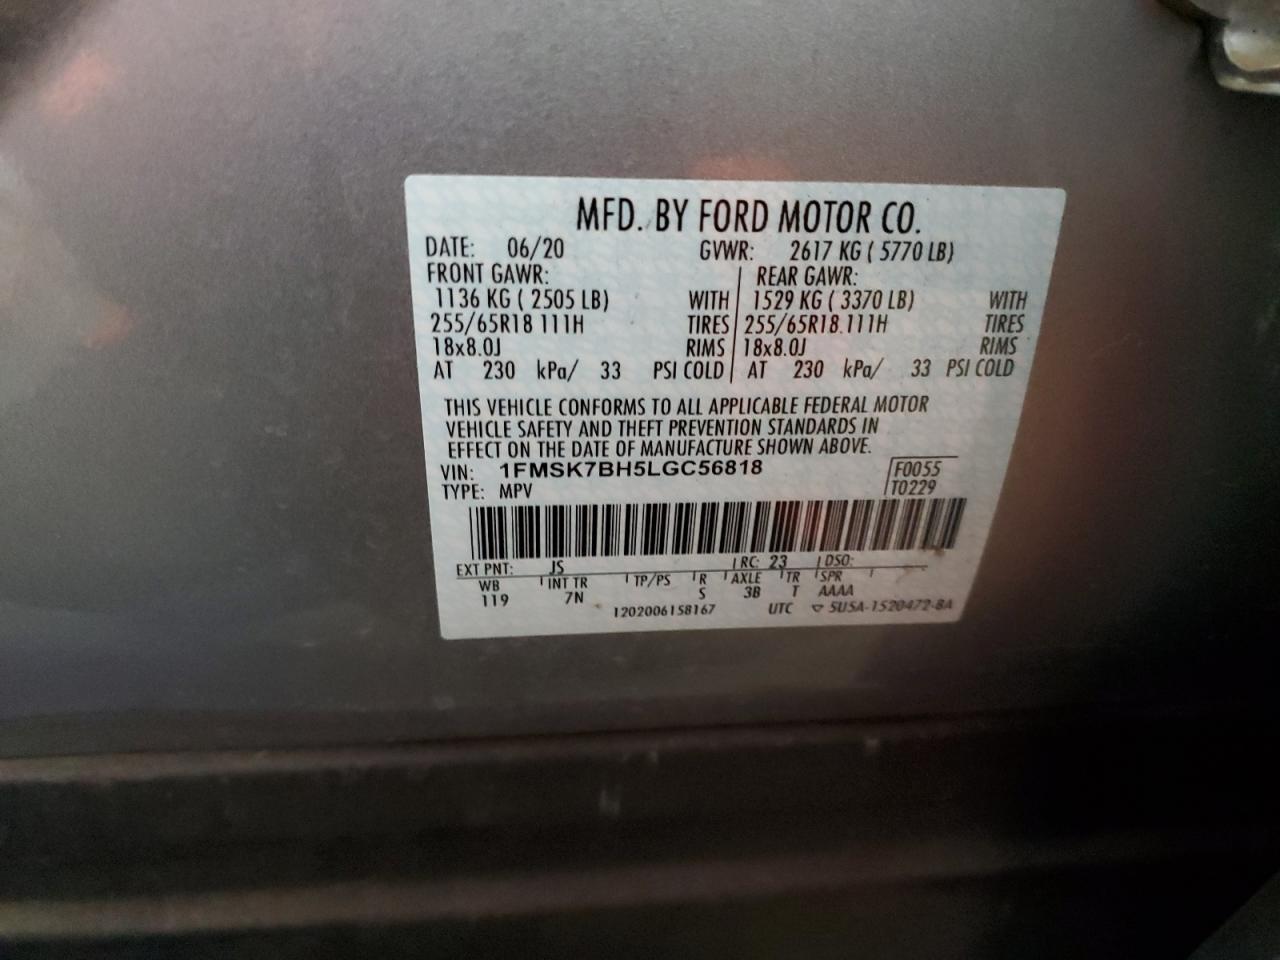 MFD. BY FORD MOTOR CO.
DATE: 06/20 GVWR: 2617 KG ( 5770 LB)
FRONT GAWR: REAR GAWR:
1136 KG ( 2505 LB) WITH 1529 KG ( 3370 LB) WITH
255/65R18 111H TIRES 255/65R18 111H TIRES
18x8.0J RIMS 18x8.0J RIMS
AT 230 kPa/ 33 PSI COLD AT 230 kPa/ 33 PSI COLD
THIS VEHICLE CONFORMS TO ALL APPLICABLE FEDERAL MOTOR
VEHICLE SAFETY AND THEFT PREVENTION STANDARDS IN
EFFECT ON THE DATE OF MANUFACTURE SHOWN ABOVE.
VIN: 1FMSK7BH5LGC56818 F0055
TYPE: MPV T0229
EXT PNT: JS RC: 23 DSO:
WB INT TR TP/PS R AXLE TR SPR
119 7N S 3B T AAAA
1202006158167 UTC ▽ 5U5A-1520472-BA